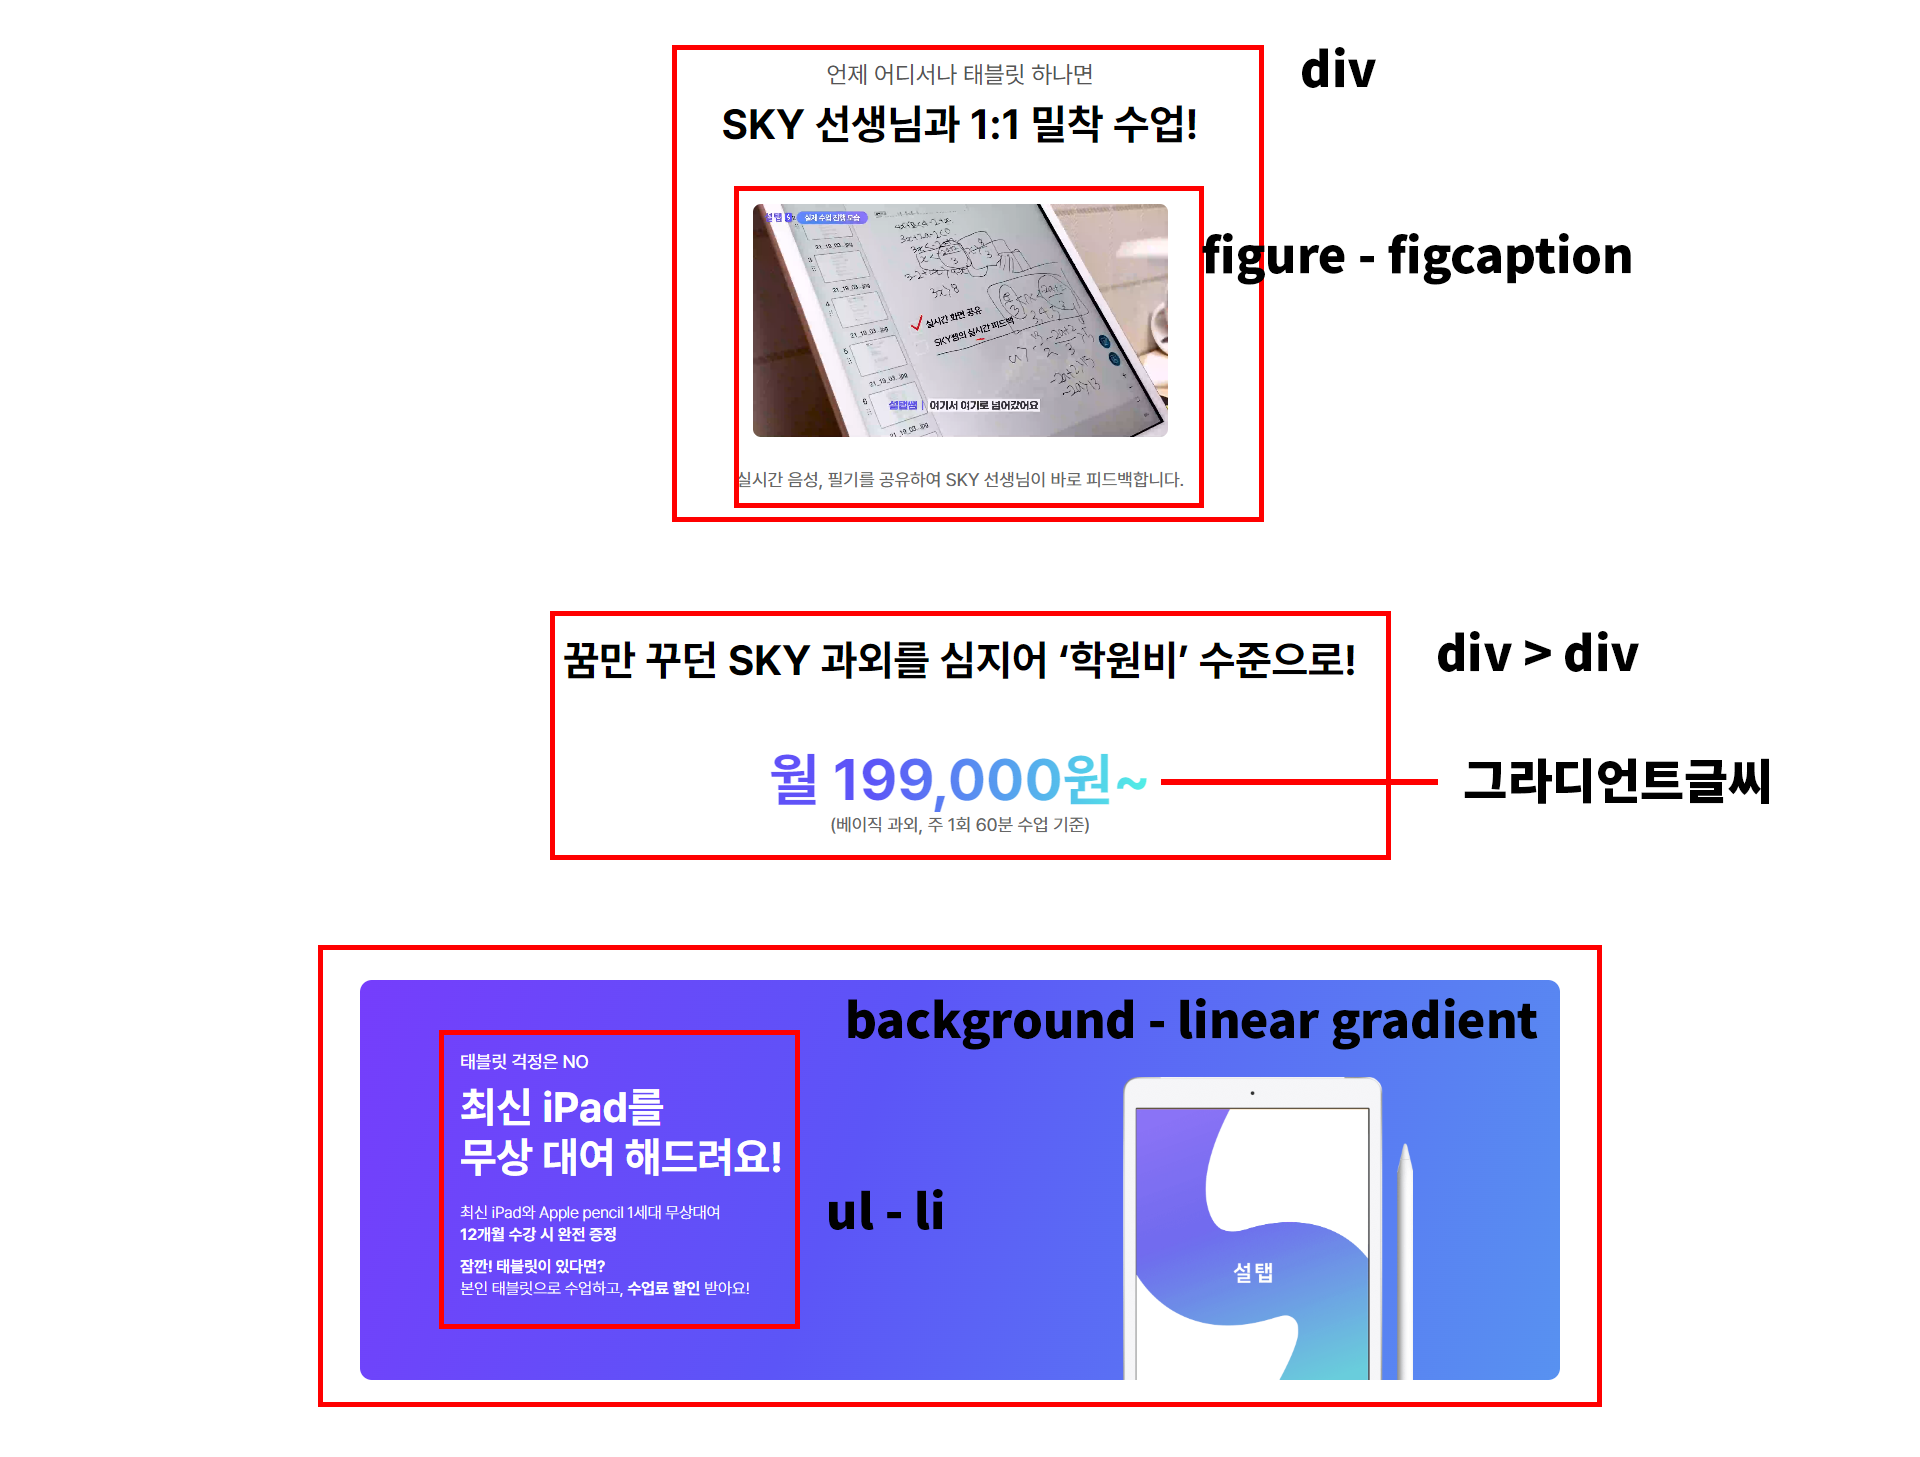 언제 어디서나 태블릿 하나면
div
SKY 선생님과 1:1 밀착 수업!
설탭
실제 수업 진행 모습
figure - figcaption
실시간 화면 공유
SKY쌤의 실시간 피드백
설탭쌤 | 여기서 여기로 넘어갔어요
실시간 음성, 필기를 공유하여 SKY 선생님이 바로 피드백합니다.
꿈만 꾸던 SKY 과외를 심지어 ‘학원비’ 수준으로!
div > div
월 199,000원~
그라디언트글씨
(베이직 과외, 주 1회 60분 수업 기준)
background - linear gradient
태블릿 걱정은 NO
최신 iPad를
무상 대여 해드려요!
ul - li
최신 iPad와 Apple pencil 1세대 무상대여
12개월 수강 시 완전 증정
잠깐! 태블릿이 있다면?
본인 태블릿으로 수업하고, 수업료 할인 받아요!
설탭